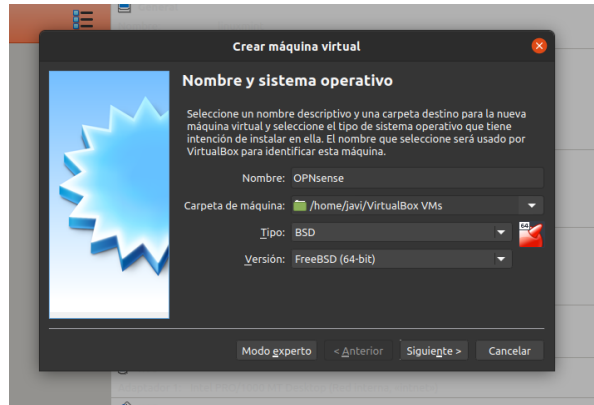 Crear máquina virtual
Nombre y sistema operativo
Seleccione un nombre descriptivo y una carpeta destino para la nueva
máquina virtual y seleccione el tipo de sistema operativo que tiene
intención de instalar en ella. El nombre que seleccione será usado por
VirtualBox para identificar esta máquina.
Nombre: OPNsense
Carpeta de máquina: /home/javi/VirtualBox VMs
Tipo: BSD
64
Versión: FreeBSD (64-bit)
Modo experto < Anterior Siguiente > Cancelar